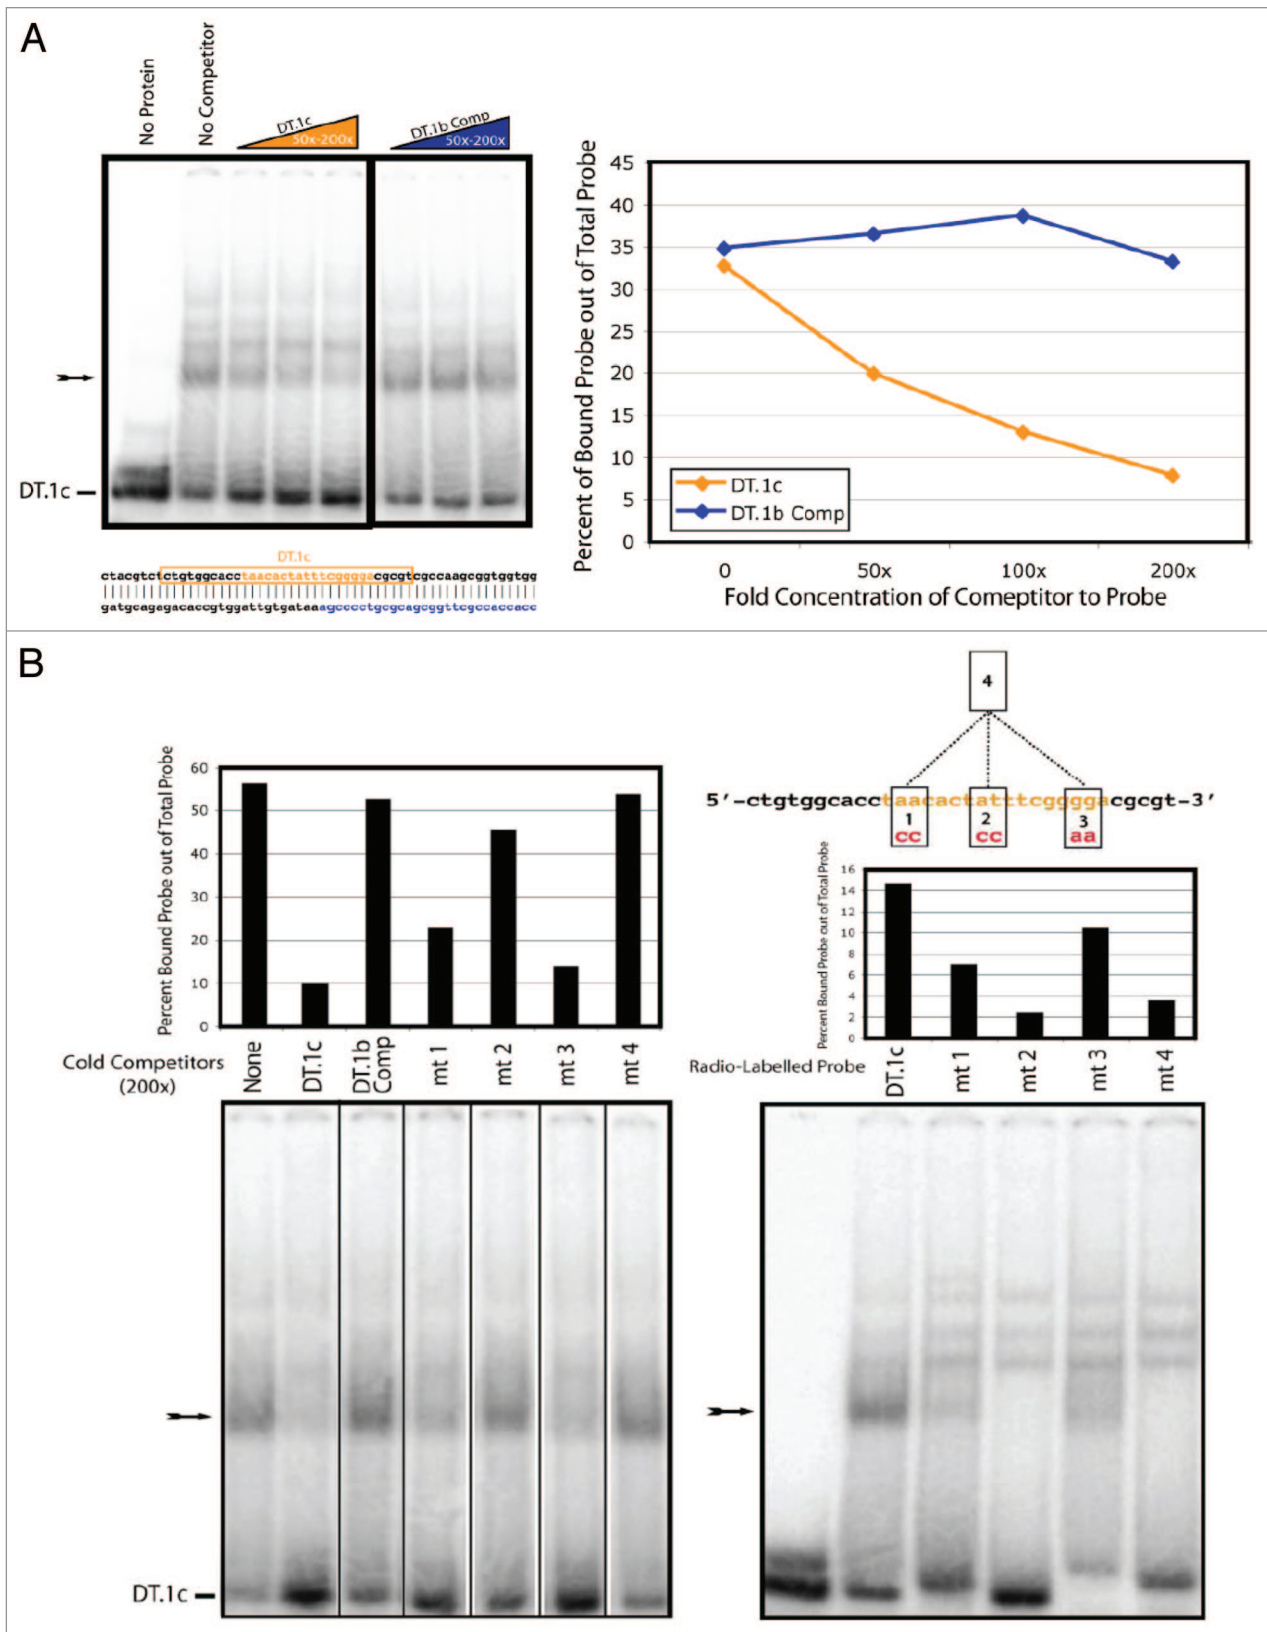 A
No Protein
No Competitor
DT.1c
50x-200x
DT.1b Comp
50x-200x
DT.1c
DT.1c
ctacgtctctgtggcacctaacactatttcgggggacgcgtcgccaagcggtggtgg
gatgcagagacaccgtggattgtgataaagcccctgcgcagcggttcgccaccacc
Percent of Bound Probe out of Total Probe
45
40
35
30
25
20
15
10
5
0
DT.1c
DT.1b Comp
0 50x 100x 200x
Fold Concentration of Comeptitor to Probe
B
4
5'-ctgtggcacctaacactatttcgggggacgcgt-3'
1 2 3
cc cc aa
Percent Bound Probe out of Total Probe
60
50
40
30
20
10
0
Cold Competitors
(200x)
None
DT.1c
DT.1b Comp
mt 1
mt 2
mt 3
mt 4
Percent Bound Probe out of Total Probe
16
14
12
10
8
6
4
2
0
Radio-Labelled Probe
DT.1c
mt 1
mt 2
mt 3
mt 4
DT.1c